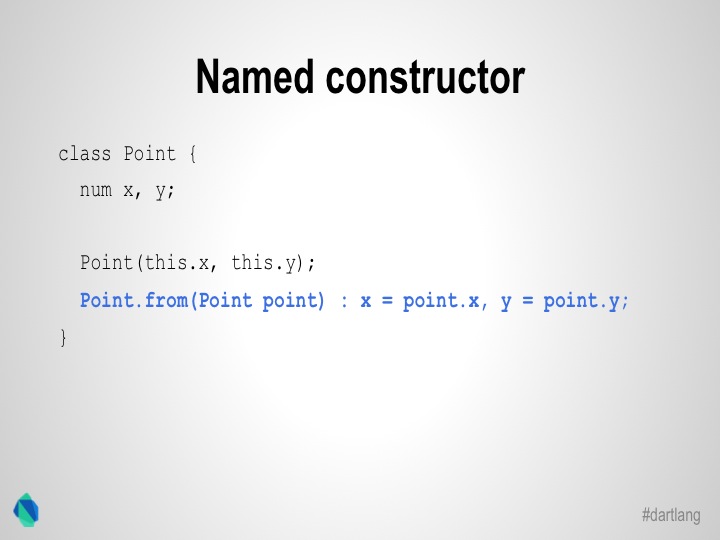 Named constructor
class Point {
num x, y;
Point(this.x, this.y);
Point.from(Point point) : x = point.x, y = point.y;
}
#dartlang